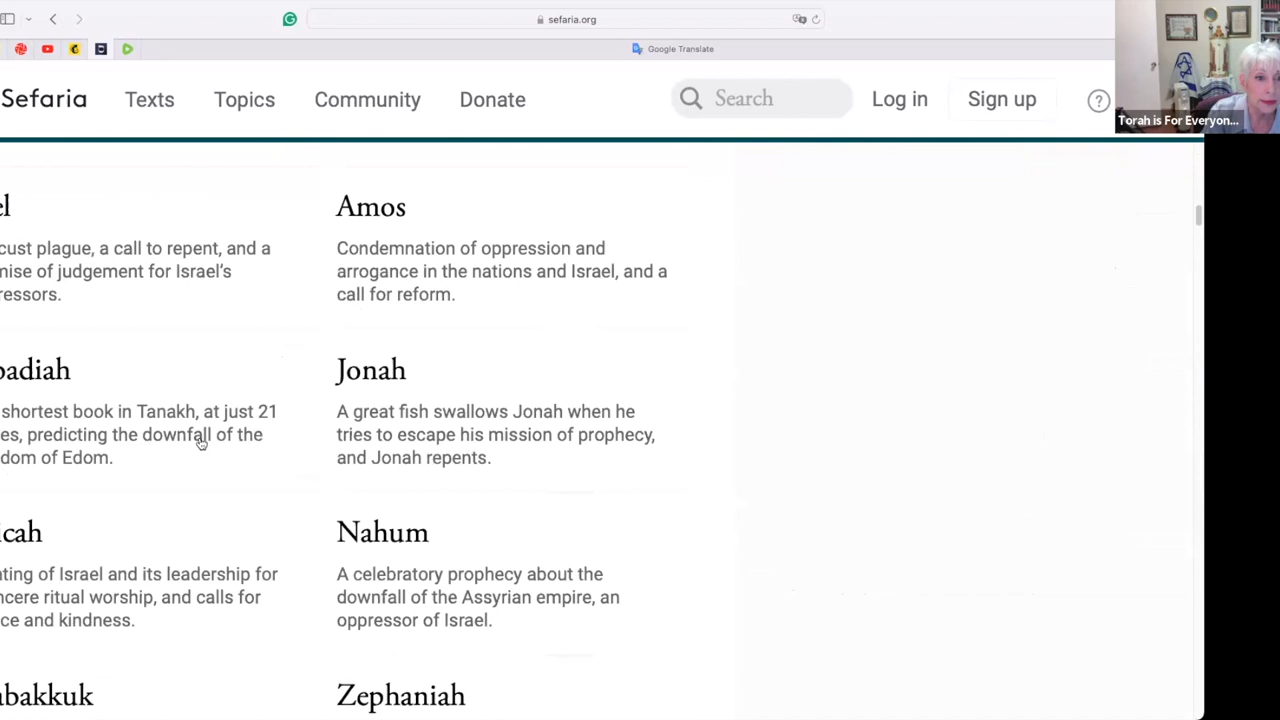 sefaria.org
Google Translate
Sefaria Texts Topics Community Donate Search Log in Sign up ?
Torah is For Everyon...
el
cust plague, a call to repent, and a
mise of judgement for Israel's
ressors.
Amos
Condemnation of oppression and
arrogance in the nations and Israel, and a
call for reform.
badiah
shortest book in Tanakh, at just 21
es, predicting the downfall of the
dom of Edom.
Jonah
A great fish swallows Jonah when he
tries to escape his mission of prophecy,
and Jonah repents.
icah
nting of Israel and its leadership for
ncere ritual worship, and calls for
ce and kindness.
Nahum
A celebratory prophecy about the
downfall of the Assyrian empire, an
oppressor of Israel.
abakkuk
Zephaniah